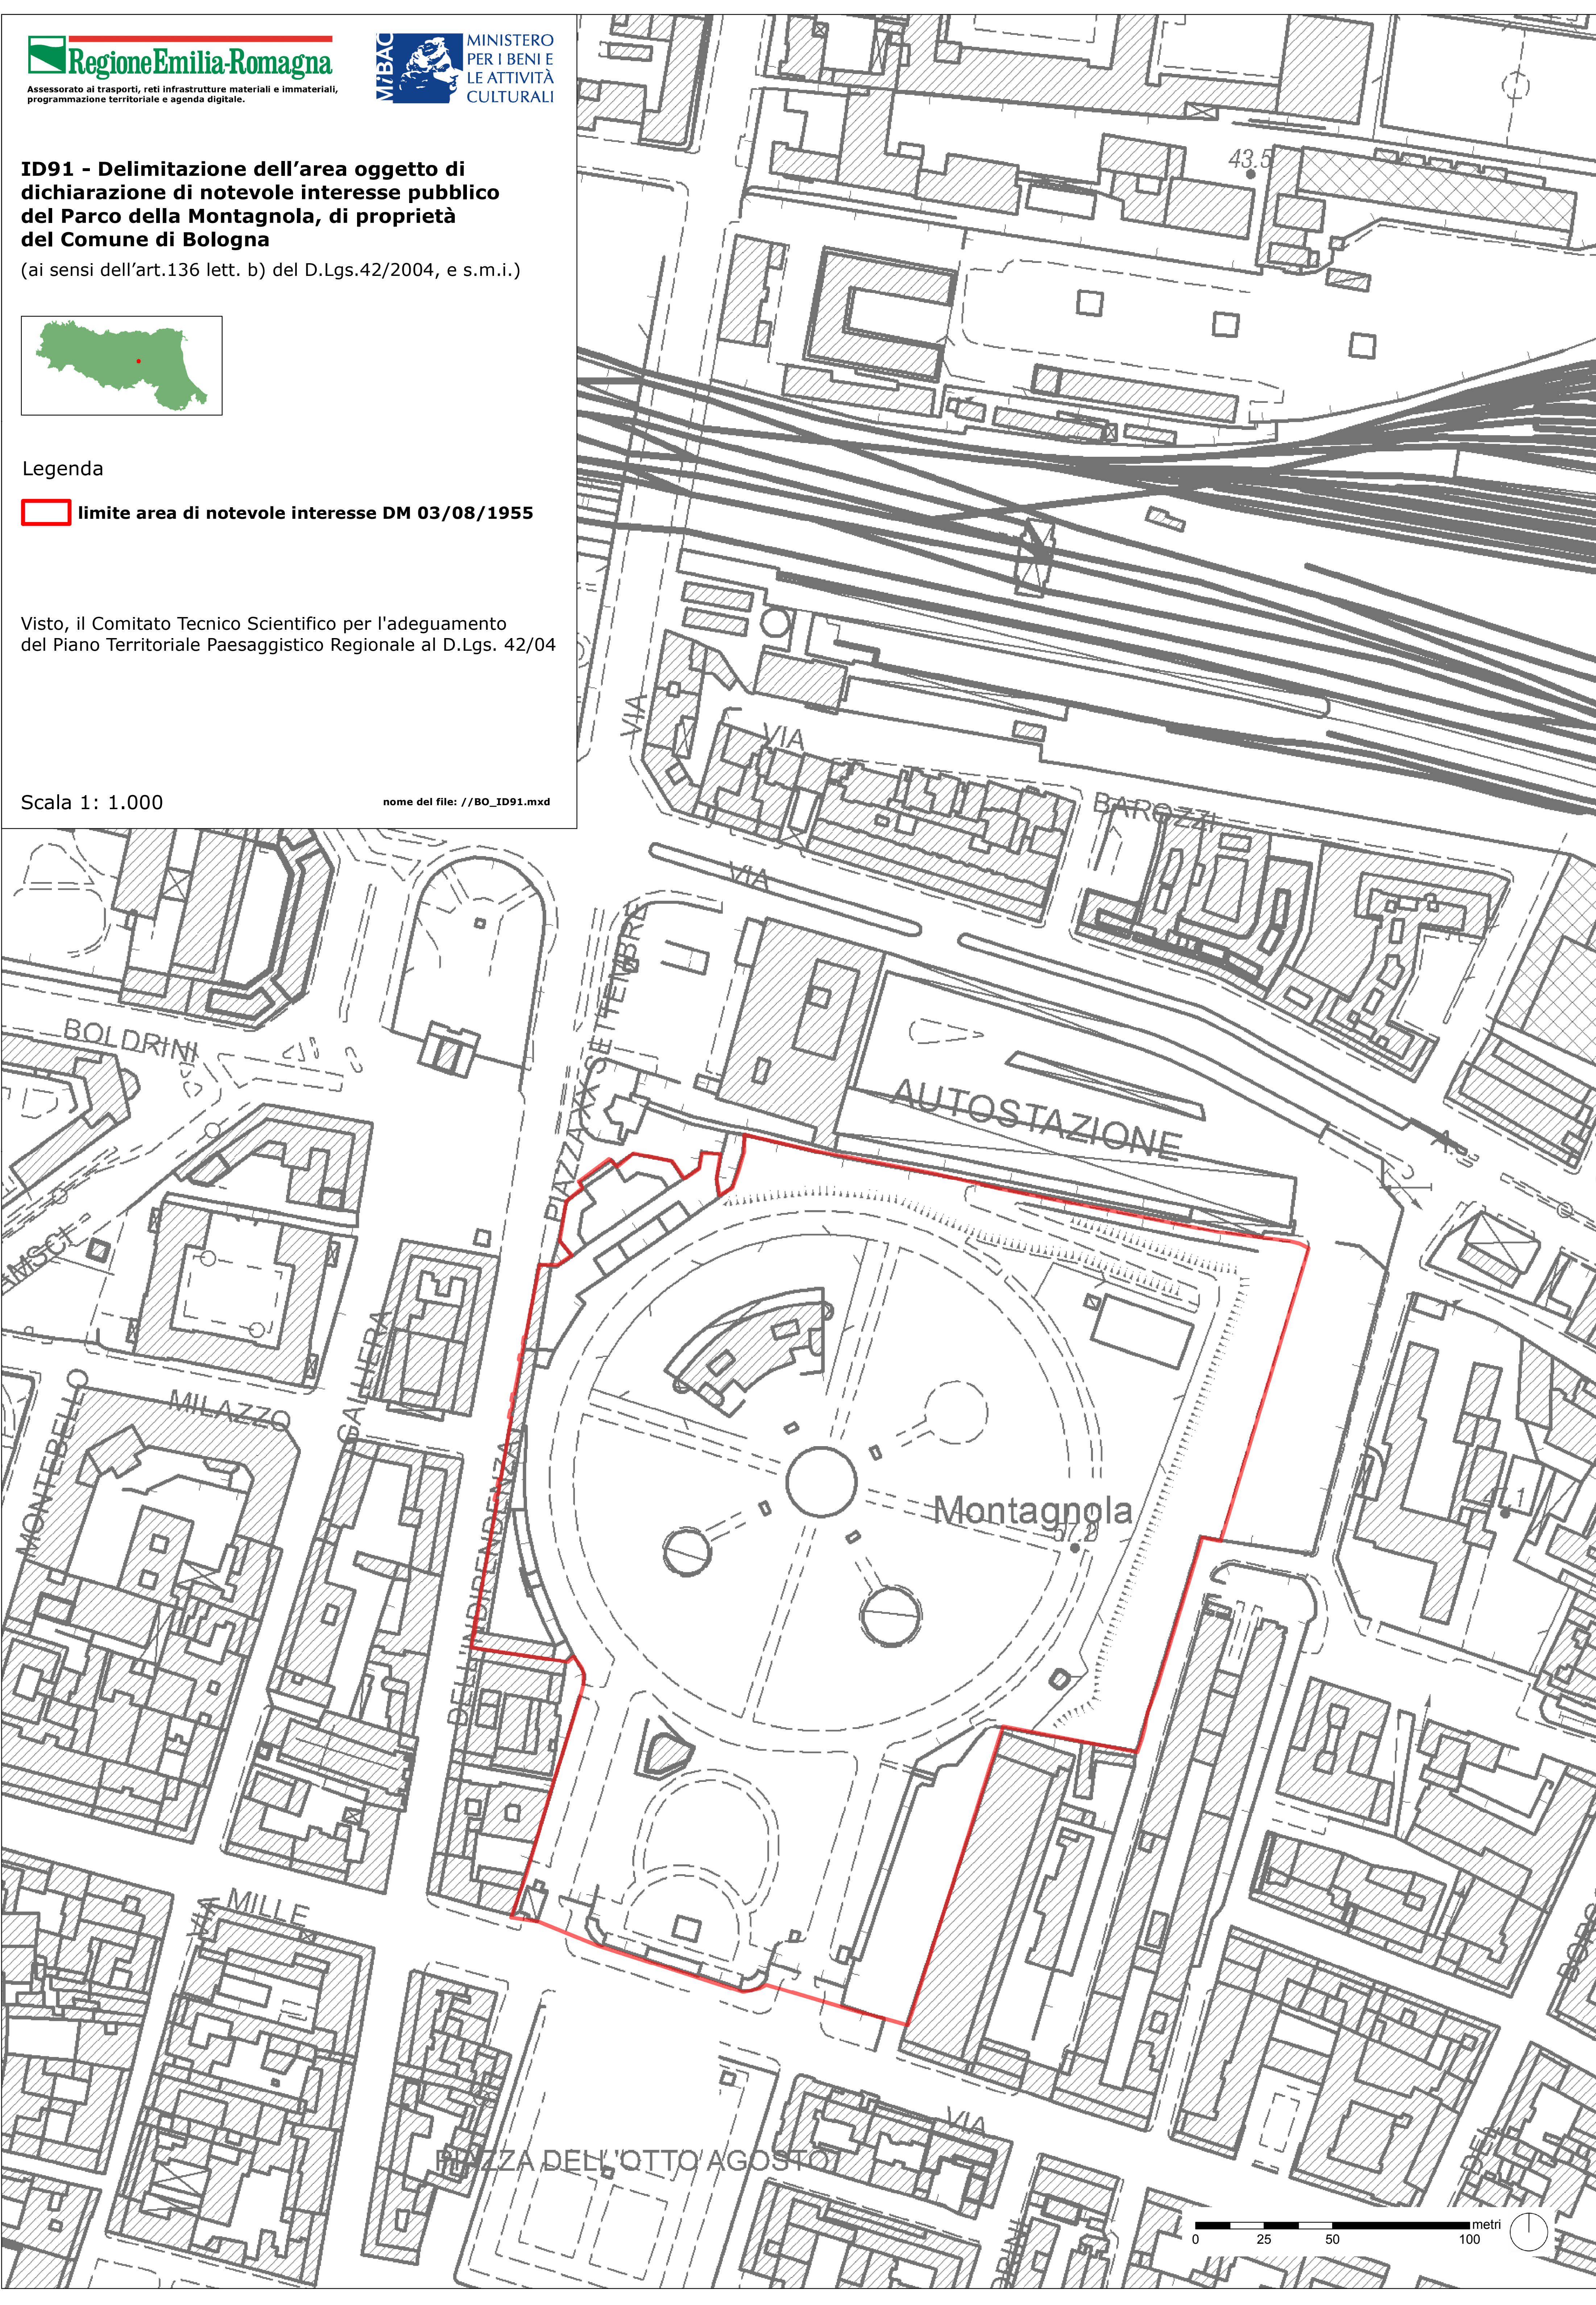 RegioneEmilia-Romagna
Assessorato ai trasporti, reti infrastrutture materiali e immateriali,
programmazione territoriale e agenda digitale.
MiBAC
MINISTERO
PER I BENI E
LE ATTIVITÀ
CULTURALI
ID91 - Delimitazione dell’area oggetto di
dichiarazione di notevole interesse pubblico
del Parco della Montagnola, di proprietà
del Comune di Bologna
(ai sensi dell’art.136 lett. b) del D.Lgs.42/2004, e s.m.i.)
Legenda
limite area di notevole interesse DM 03/08/1955
Visto, il Comitato Tecnico Scientifico per l'adeguamento
del Piano Territoriale Paesaggistico Regionale al D.Lgs. 42/04
Scala 1: 1.000
nome del file: //BO_ID91.mxd
43.5
VIA
VIA
BAROZZI
VIA
BOLDRINI
PIAZZA XX SETTEMBRE
AUTOSTAZIONE
A.
MILAZZO
GALLIERA
MONTEBELLO
DELL'INDIPENDENZA
Montagnola
VIA
MILLE
PIAZZA DELL'OTTO AGOSTO
VIA
DEL
metri
0
25
50
100